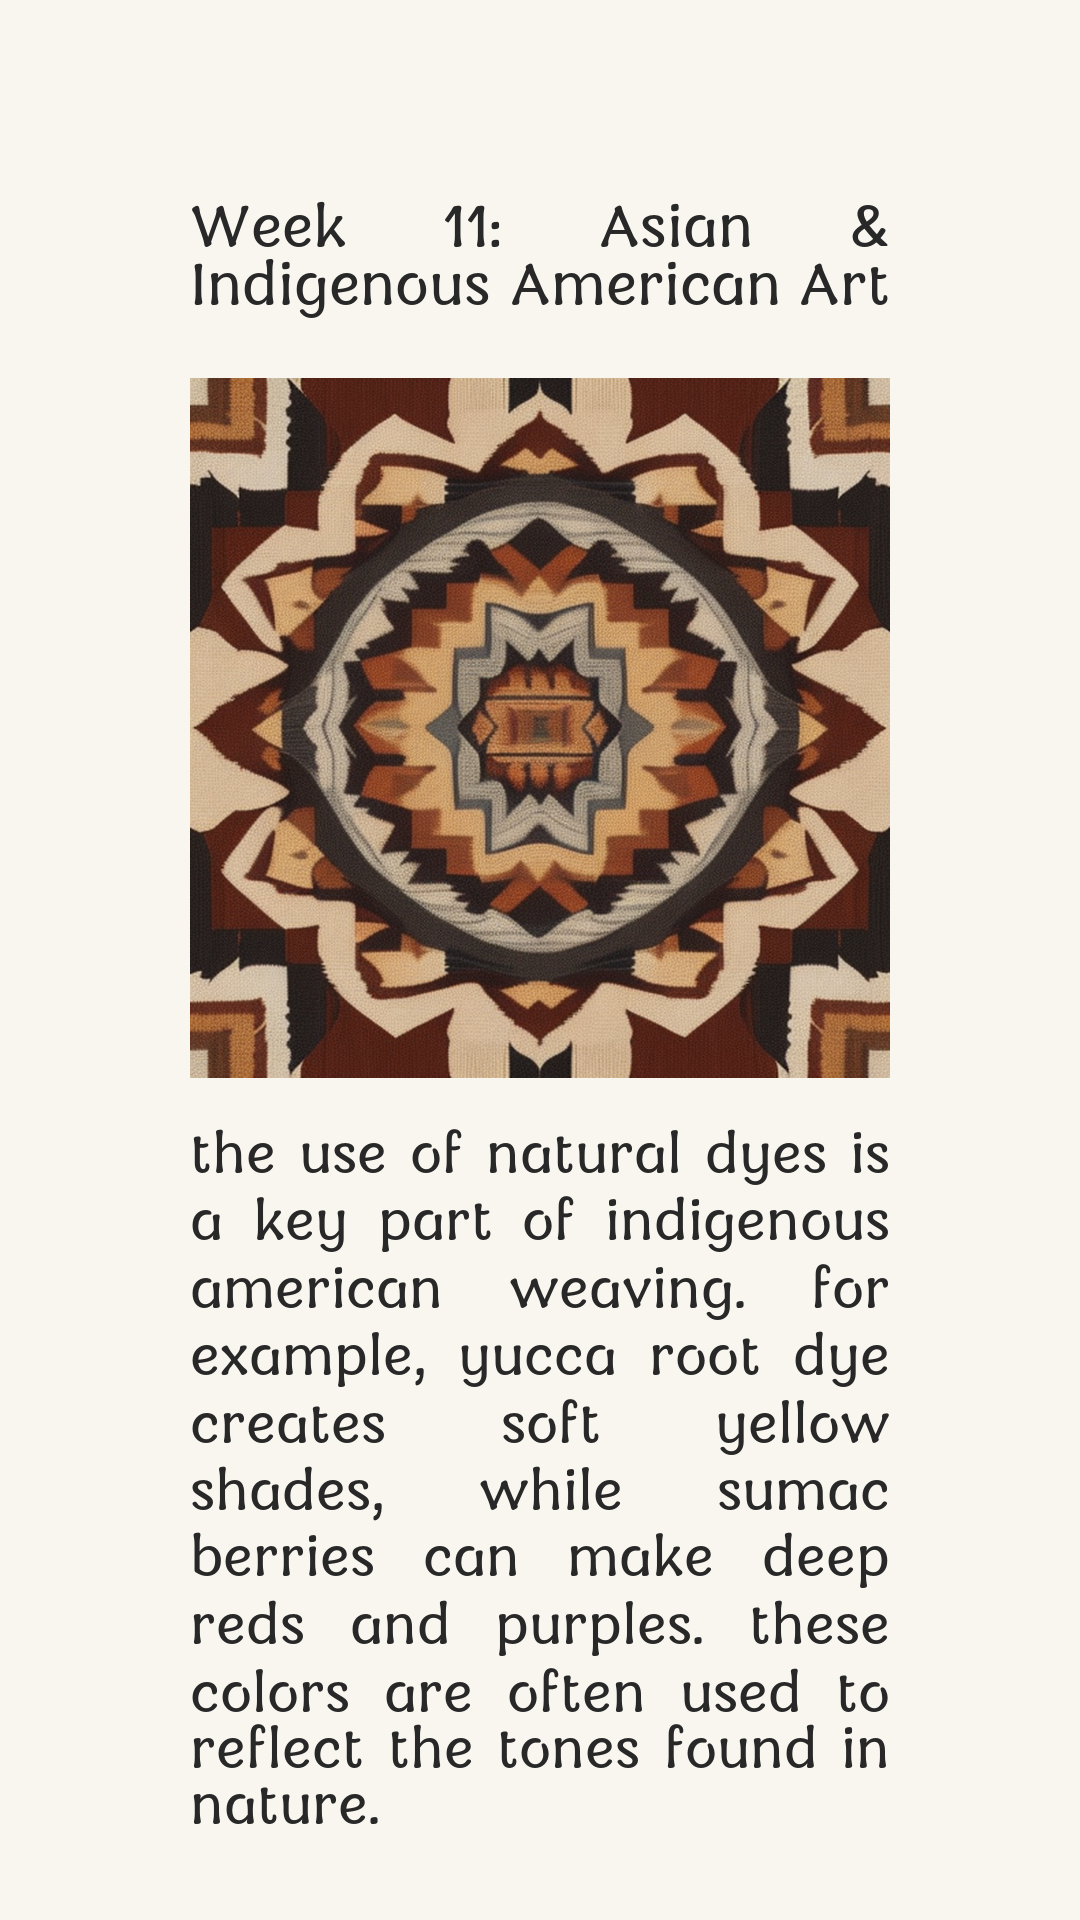 Week 11: Asian &
Indigenous American Art
the use of natural dyes is
a key part of indigenous
american weaving. for
example, yucca root dye
creates soft yellow
shades, while sumac
berries can make deep
reds and purples. these
colors are often used to
reflect the tones found in
nature.